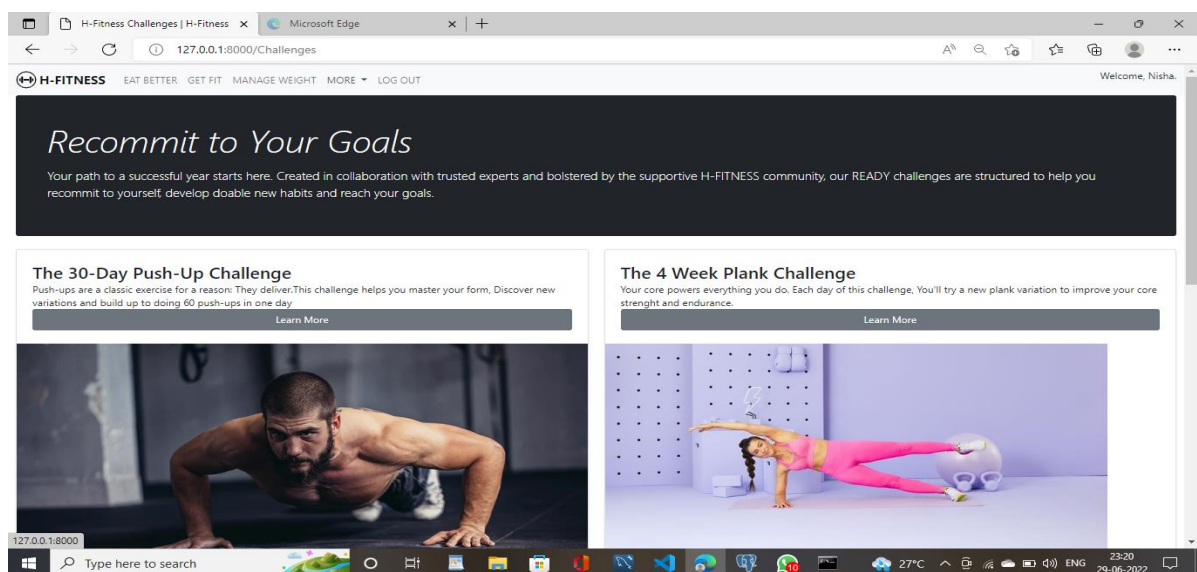 H-Fitness Challenges | H-Fitness
Microsoft Edge
127.0.0.1:8000/Challenges
H-FITNESS EAT BETTER GET FIT MANAGE WEIGHT MORE LOG OUT
Welcome, Nisha.
Recommit to Your Goals
Your path to a successful year starts here. Created in collaboration with trusted experts and bolstered by the supportive H-FITNESS community, our READY challenges are structured to help you
recommit to yourself, develop doable new habits and reach your goals.
The 30-Day Push-Up Challenge
Push-ups are a classic exercise for a reason: They deliver.This challenge helps you master your form, Discover new
variations and build up to doing 60 push-ups in one day
Learn More
The 4 Week Plank Challenge
Your core powers everything you do. Each day of this challenge, You'll try a new plank variation to improve your core
strenght and endurance.
Learn More
127.0.0.1:8000
Type here to search
10
27°C
ENG
23:20
29-06-2022